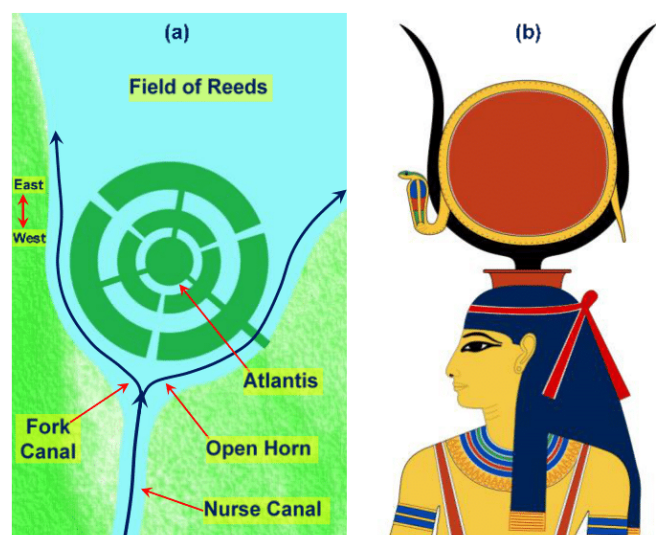 (a)
(b)
Field of Reeds
East
West
Atlantis
Fork
Canal
Open Horn
Nurse Canal